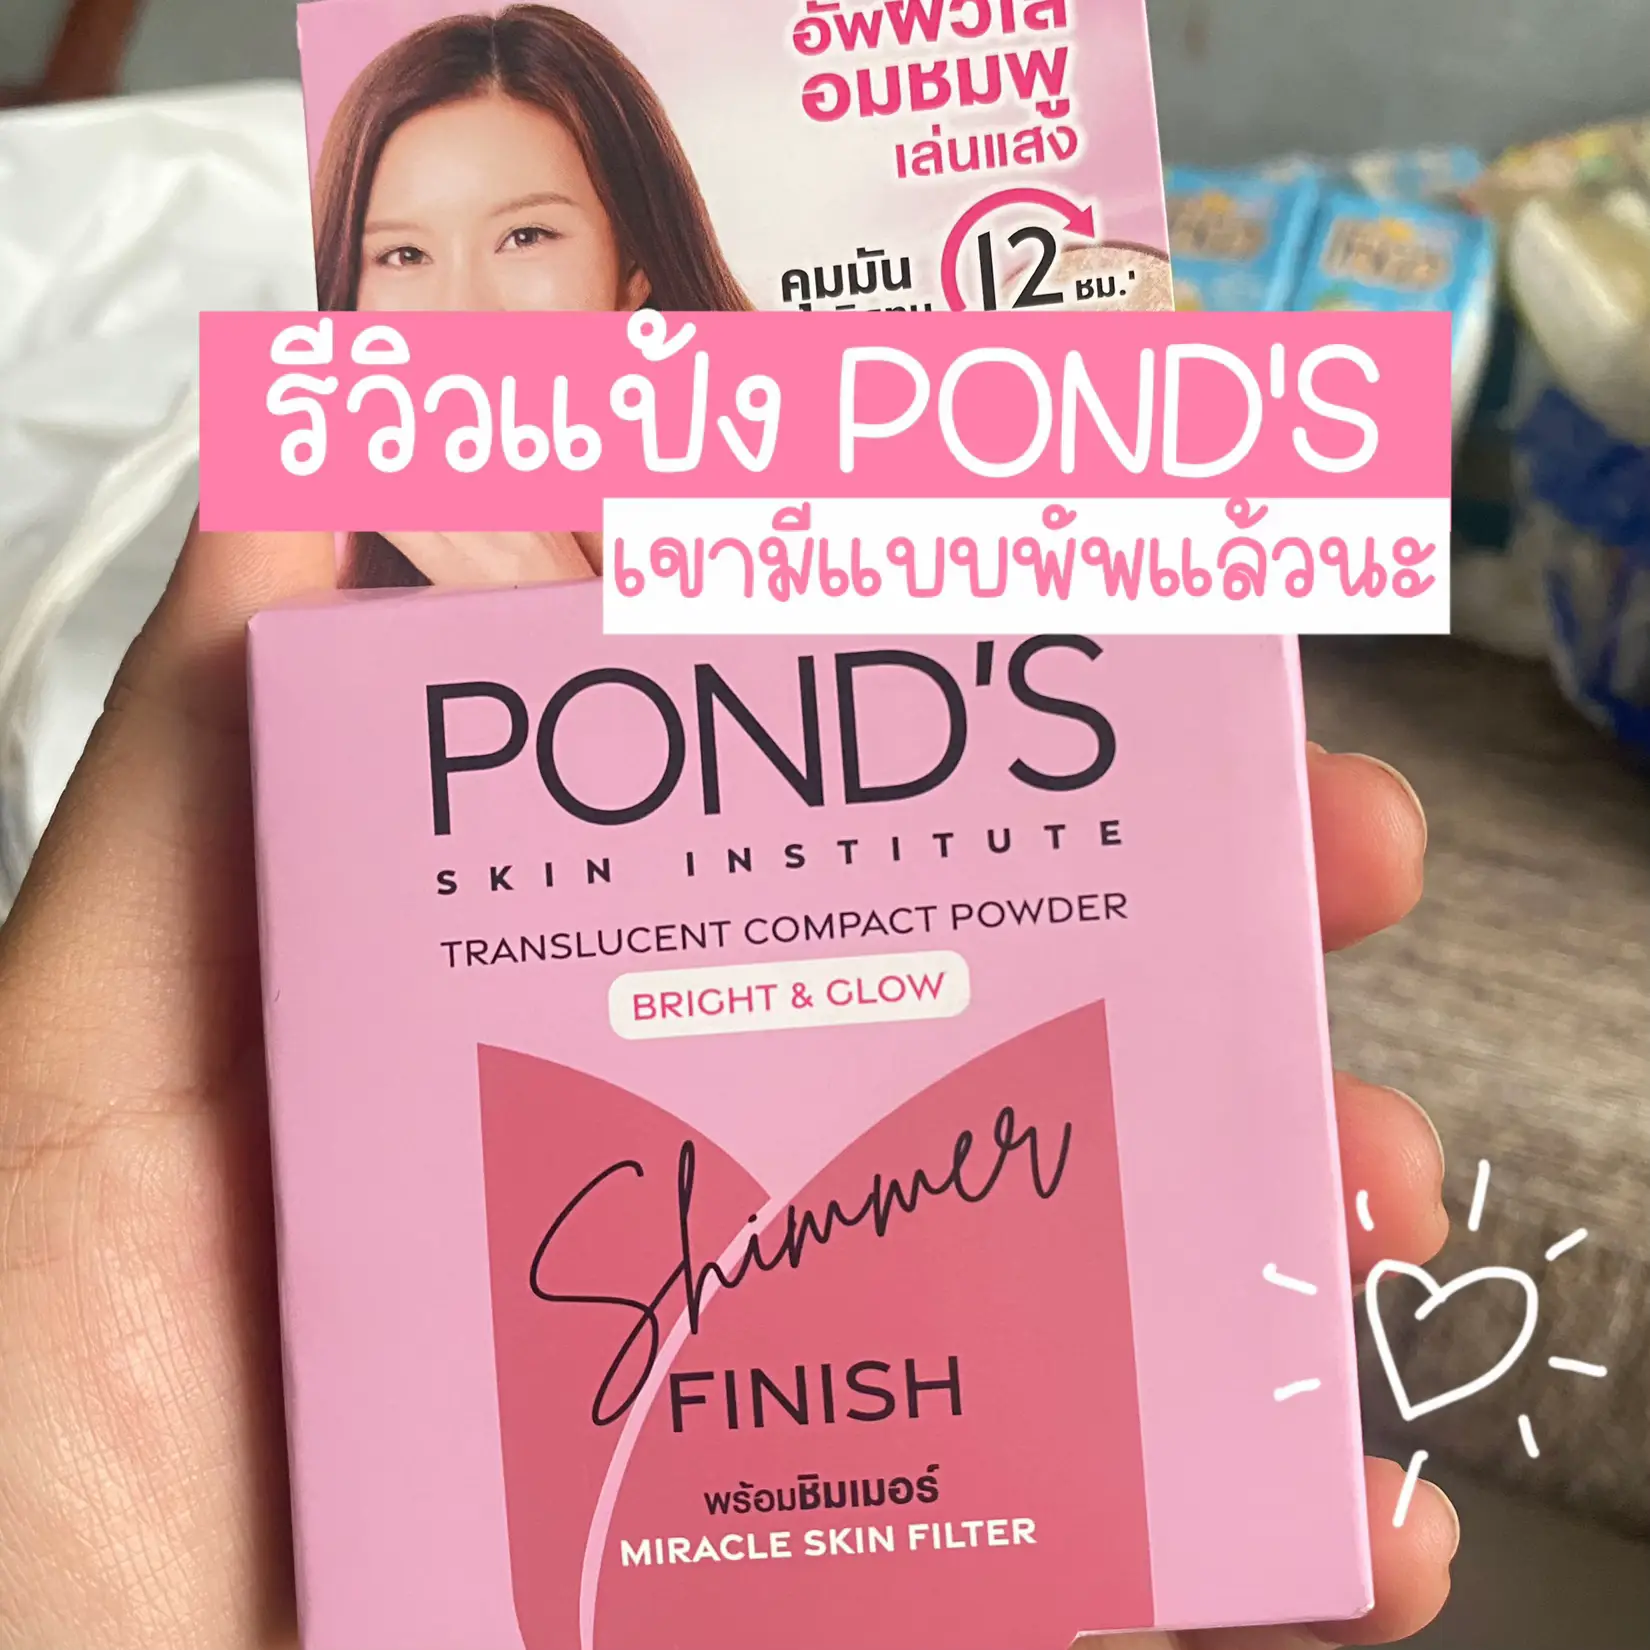 อัพผิวใส
อมชมพู
เล่นแสง
คุมมัน
12 ชม.'
รีวิวแป้ง POND'S
เขามีแบบพัพแล้วนะ
POND'S
SKIN INSTITUTE
TRANSLUCENT COMPACT POWDER
BRIGHT & GLOW
Shimmer
FINISH
พร้อมชิมเมอร์
MIRACLE SKIN FILTER